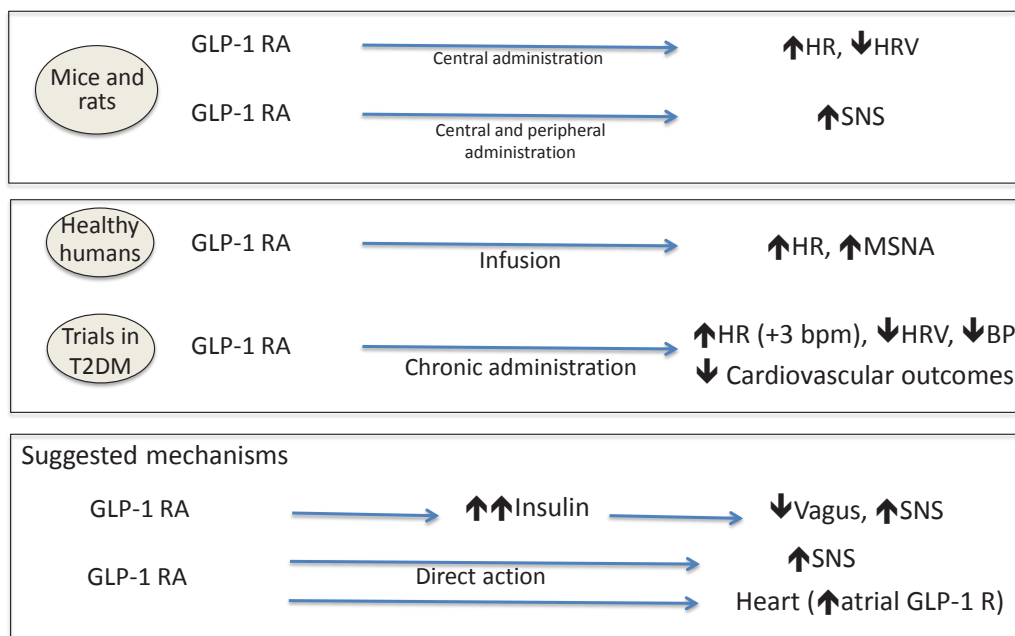 Mice and
rats
GLP-1 RA
Central administration
↑HR, ↓HRV
GLP-1 RA
Central and peripheral
administration
↑SNS
Healthy
humans
GLP-1 RA
Infusion
↑HR, ↑MSNA
Trials in
T2DM
GLP-1 RA
Chronic administration
↑HR (+3 bpm), ↓HRV, ↓BP
↓ Cardiovascular outcomes
Suggested mechanisms
GLP-1 RA
↑↑Insulin
↓Vagus, ↑SNS
GLP-1 RA
Direct action
↑SNS
Heart (↑atrial GLP-1 R)